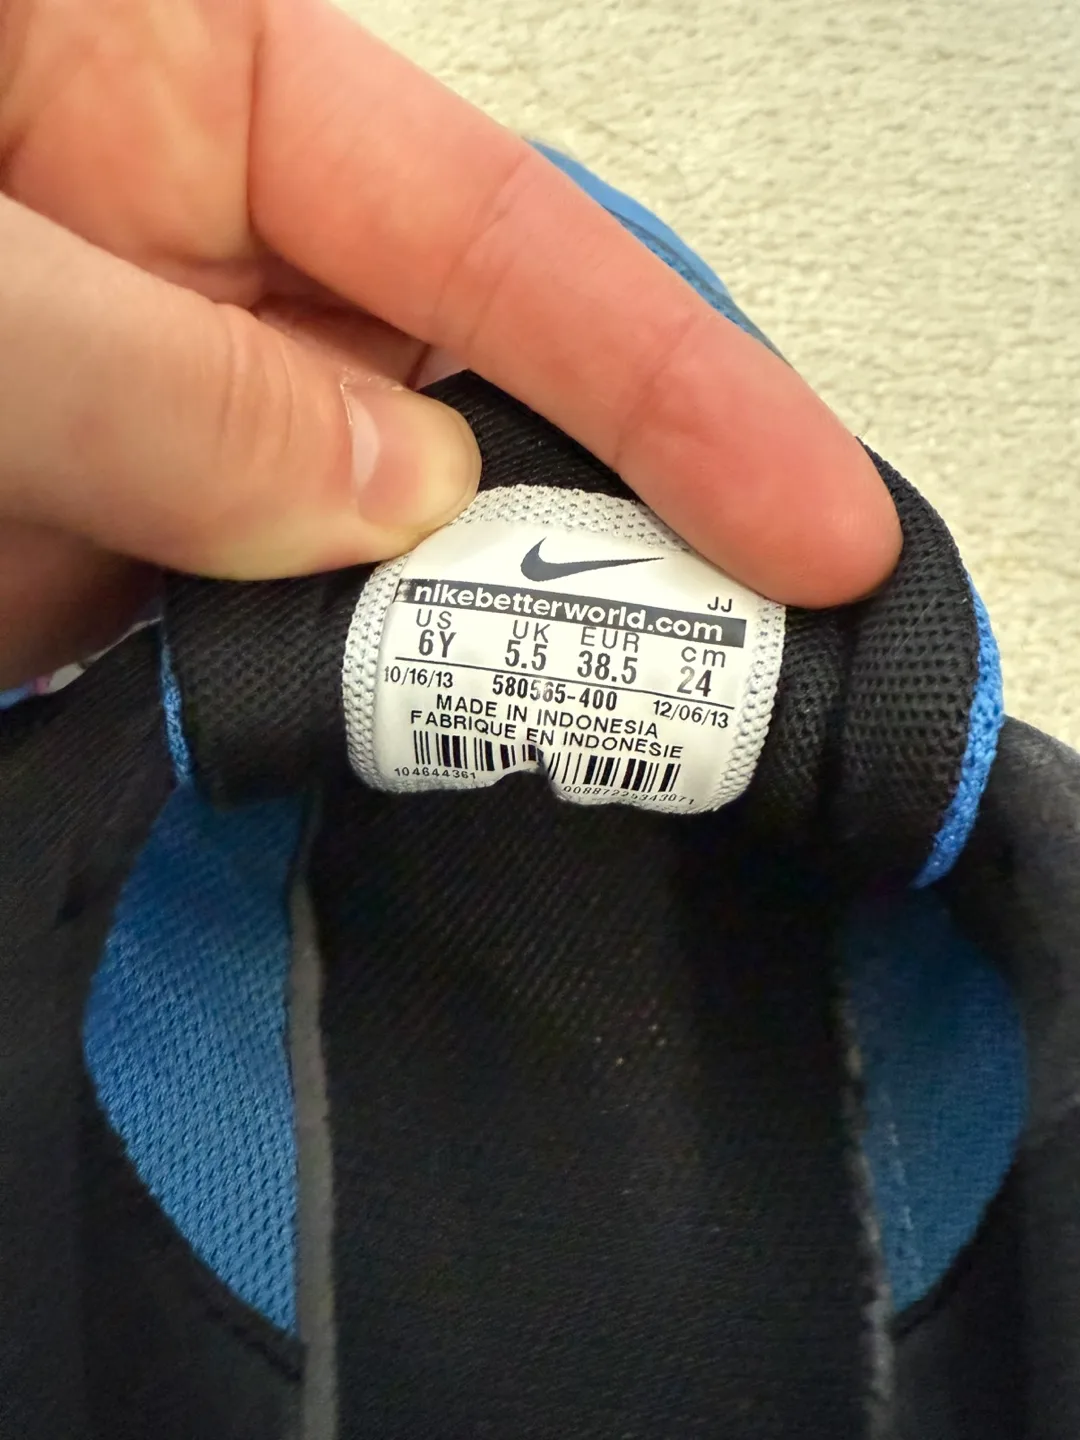 JJ
nikebetterworld.com
US UK EUR cm
6Y 5.5 38.5 24
10/16/13 580565-400 12/06/13
MADE IN INDONESIA
FABRIQUE EN INDONESIE
104644361 00887225343071